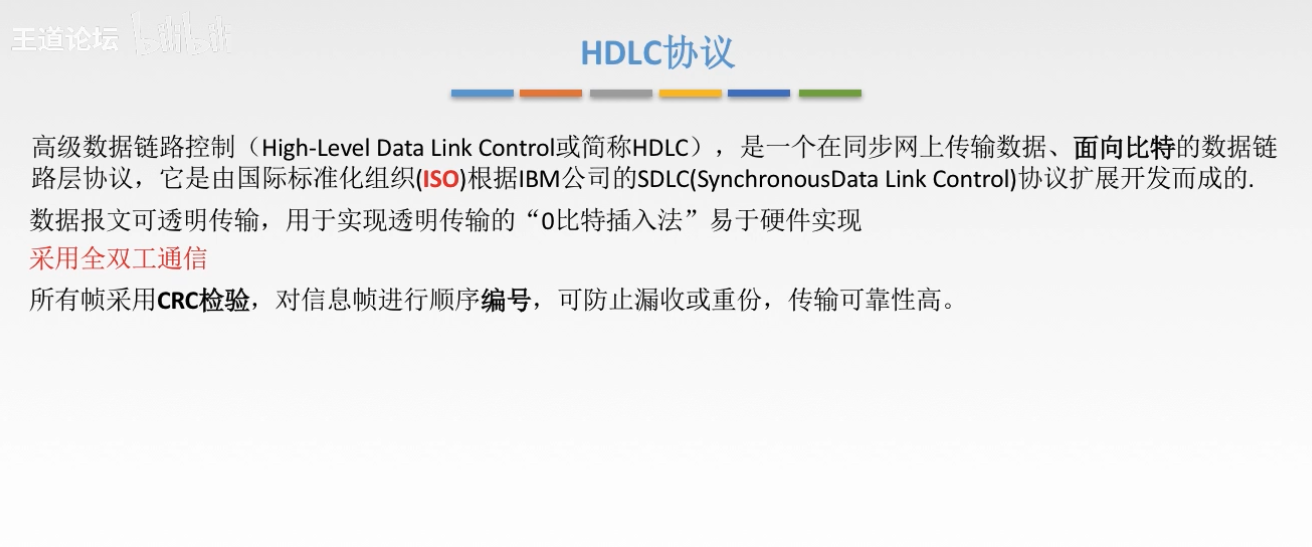 王道论坛 bilibili
HDLC协议
高级数据链路控制（High-Level Data Link Control或简称HDLC），是一个在同步网上传输数据、面向比特的数据链
路层协议，它是由国际标准化组织(ISO)根据IBM公司的SDLC(SynchronousData Link Control)协议扩展开发而成的.
数据报文可透明传输，用于实现透明传输的“0比特插入法”易于硬件实现
采用全双工通信
所有帧采用CRC检验，对信息帧进行顺序编号，可防止漏收或重份，传输可靠性高。